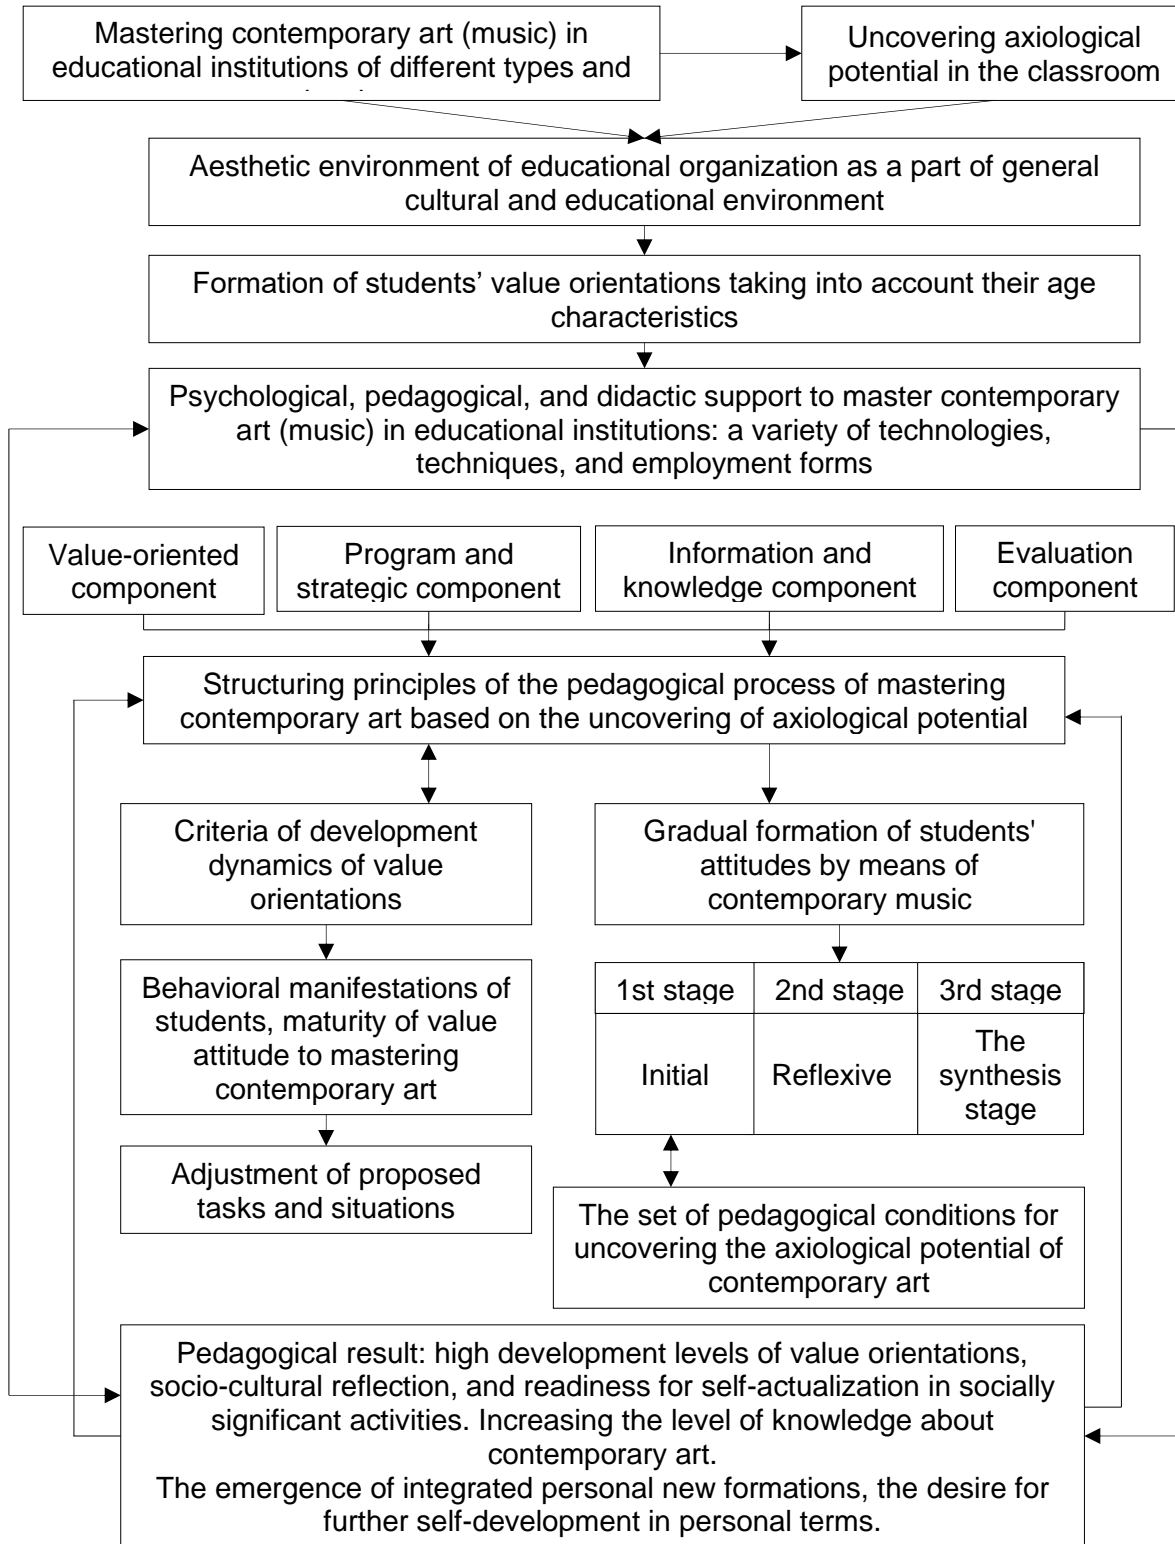 Mastering contemporary art (music) in
educational institutions of different types and
Uncovering axiological
potential in the classroom
Aesthetic environment of educational organization as a part of general
cultural and educational environment
Formation of students’ value orientations taking into account their age
characteristics
Psychological, pedagogical, and didactic support to master contemporary
art (music) in educational institutions: a variety of technologies,
techniques, and employment forms
Value-oriented
component
Program and
strategic component
Information and
knowledge component
Evaluation
component
Structuring principles of the pedagogical process of mastering
contemporary art based on the uncovering of axiological potential
Criteria of development
dynamics of value
orientations
Gradual formation of students'
attitudes by means of
contemporary music
Behavioral manifestations of
students, maturity of value
attitude to mastering
contemporary art
1st stage
2nd stage
3rd stage
Initial
Reflexive
The
synthesis
stage
Adjustment of proposed
tasks and situations
The set of pedagogical conditions for
uncovering the axiological potential of
contemporary art
Pedagogical result: high development levels of value orientations,
socio-cultural reflection, and readiness for self-actualization in socially
significant activities. Increasing the level of knowledge about
contemporary art.
The emergence of integrated personal new formations, the desire for
further self-development in personal terms.